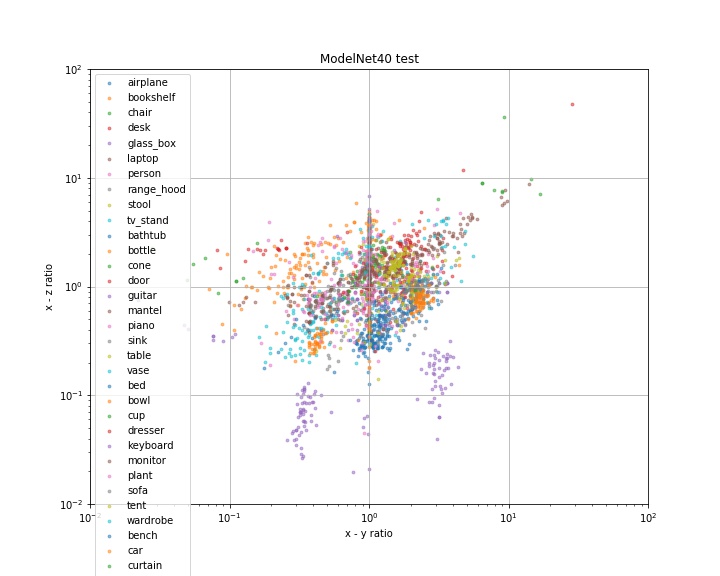 ModelNet40 test
x - z ratio
10²
10¹
10⁰
10⁻¹
10⁻²
airplane
bookshelf
chair
desk
glass_box
laptop
person
range_hood
stool
tv_stand
bathtub
bottle
cone
door
guitar
mantel
piano
sink
table
vase
bed
bowl
cup
dresser
keyboard
monitor
plant
sofa
tent
wardrobe
bench
car
curtain
10⁻² 10⁻¹ 10⁰ 10¹ 10²
x - y ratio